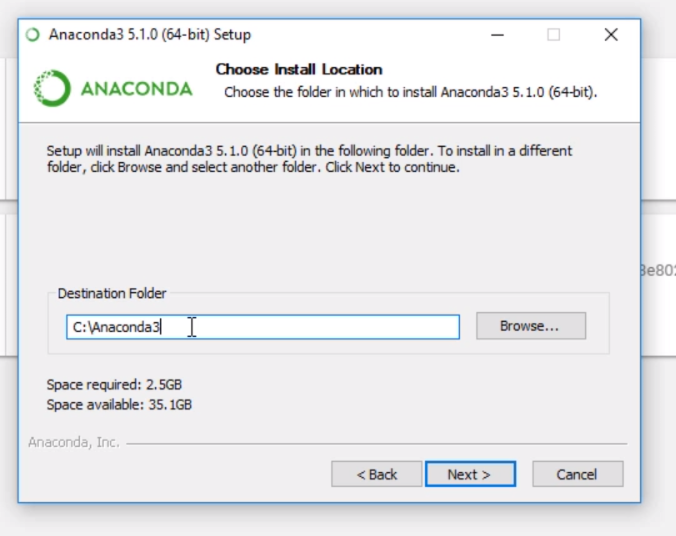 Anaconda3 5.1.0 (64-bit) Setup
ANACONDA
Choose Install Location
Choose the folder in which to install Anaconda3 5.1.0 (64-bit).
Setup will install Anaconda3 5.1.0 (64-bit) in the following folder. To install in a different
folder, click Browse and select another folder. Click Next to continue.
Destination Folder
C:\Anaconda3
Browse...
Space required: 2.5GB
Space available: 35.1GB
Anaconda, Inc.
< Back
Next >
Cancel